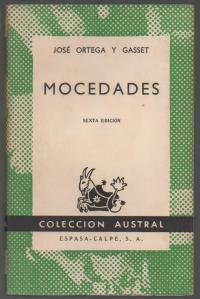 JOSÉ ORTEGA Y GASSET
MOCEDADES
SEXTA EDICIÓN
COLECCION AUSTRAL
ESPASA-CALPE, S. A.